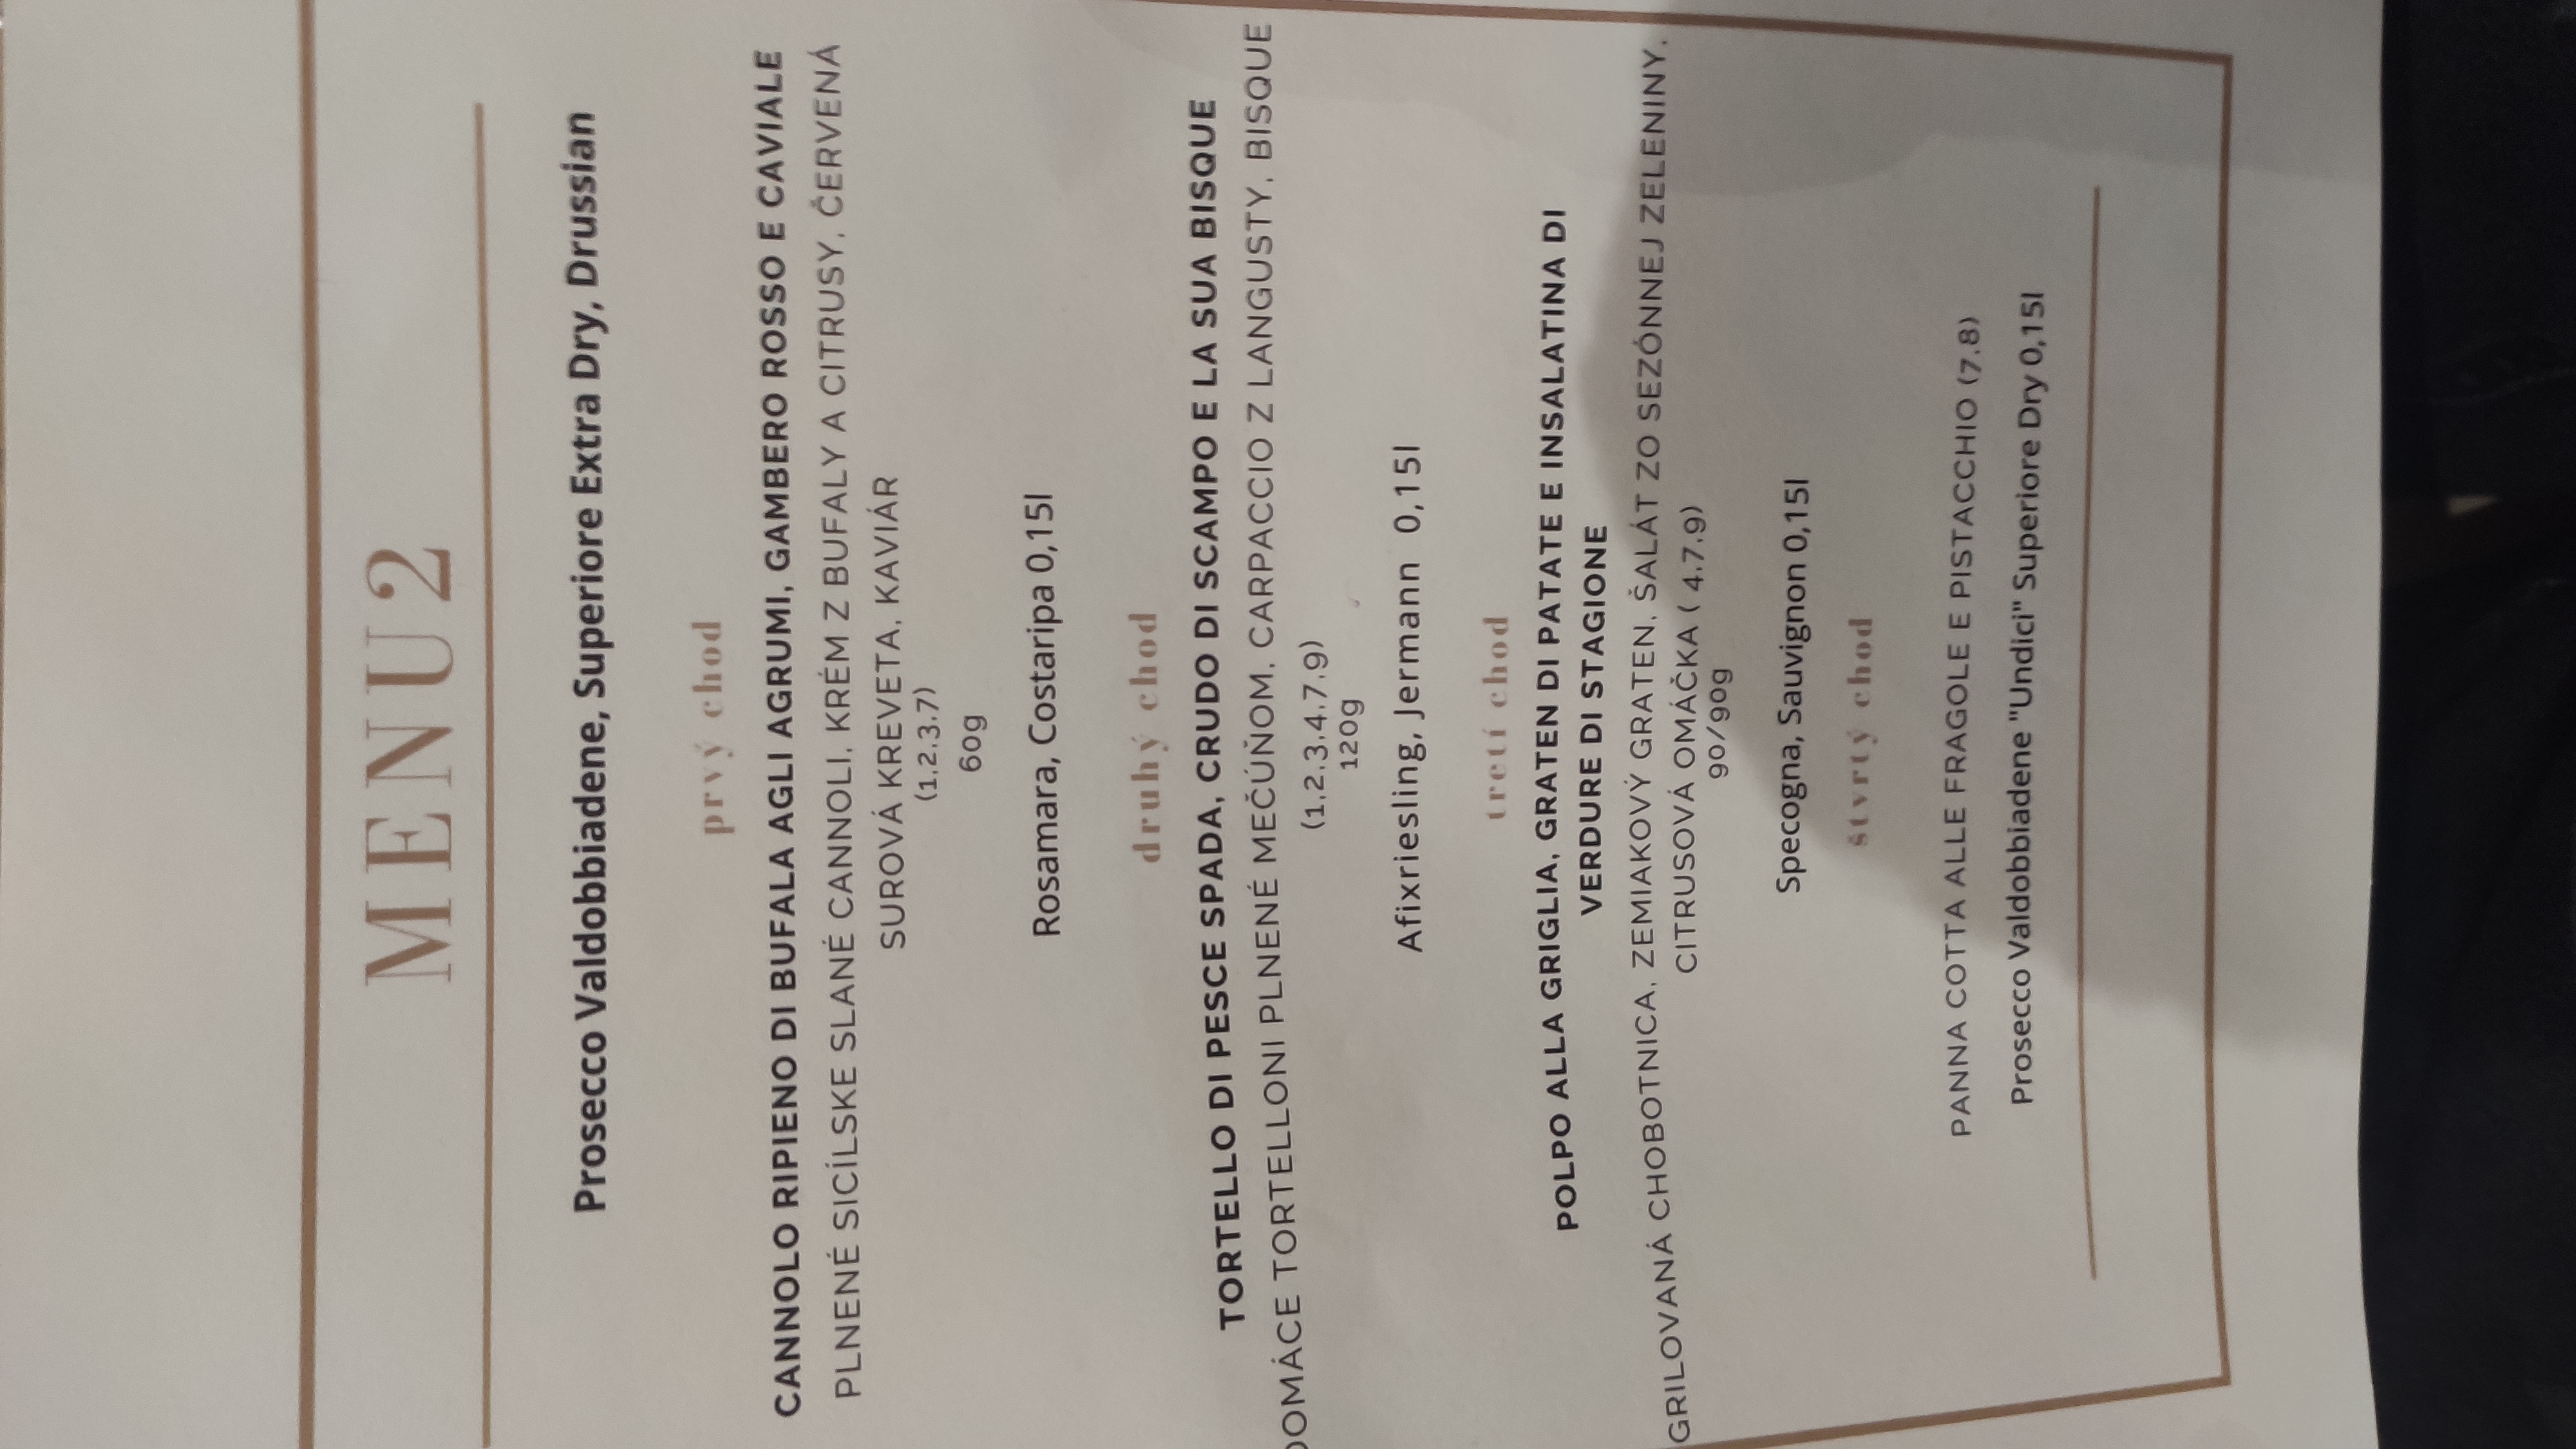 MENU2
Prosecco Valdobbiadene, Superiore Extra Dry, Drussian
prvý chod
CANNOLO RIPIENO DI BUFALA AGLI AGRUMI, GAMBERO ROSSO E CAVIALE
PLNENÉ SICÍLSKE SLANÉ CANNOLI, KRÉM Z BUFALY A CITRUSY, ČERVENÁ
SUROVÁ KREVETA, KAVIÁR
(1,2,3,7)
60g
Rosamara, Costaripa 0,15l
druhý chod
TORTELLO DI PESCE SPADA, CRUDO DI SCAMPO E LA SUA BISQUE
DOMÁCE TORTELLONI PLNENÉ MEČÚŇOM, CARPACCIO Z LANGUSTY, BISQUE
(1,2,3,4,7,9)
120g
Afixriesling, Jermann 0,15l
tretí chod
POLPO ALLA GRIGLIA, GRATEN DI PATATE E INSALATINA DI
VERDURE DI STAGIONE
GRILOVANÁ CHOBOTNICA, ZEMIAKOVÝ GRATEN, ŠALÁT ZO SEZÓNNEJ ZELENINY,
CITRUSOVÁ OMÁČKA ( 4,7,9)
90/90g
Specogna, Sauvignon 0,15l
štvrtý chod
PANNA COTTA ALLE FRAGOLE E PISTACCHIO (7,8)
Prosecco Valdobbiadene "Undici" Superiore Dry 0,15l